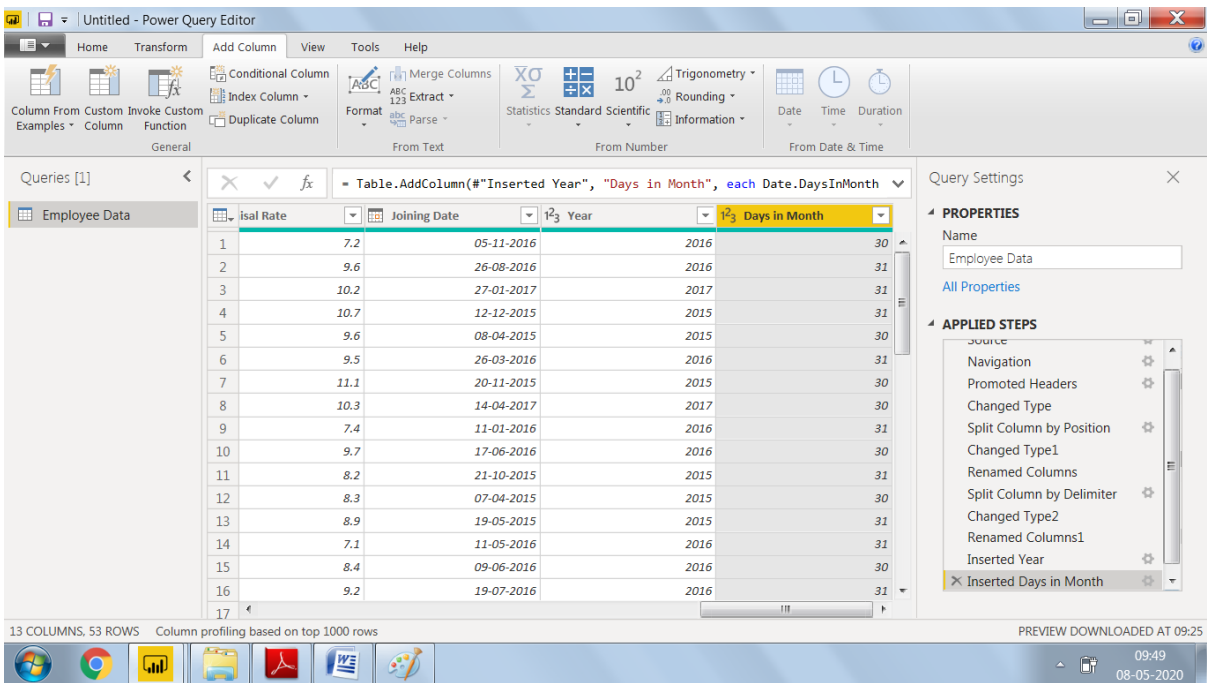 Untitled - Power Query Editor
Home Transform Add Column View Tools Help
Column From Examples
Custom Column
Invoke Custom Function
Conditional Column
Index Column
Duplicate Column
General
ABC
Format
Merge Columns
ABC 123 Extract
abc Parse
From Text
XΟ Σ
Statistics
Standard
10²
Scientific
Trigonometry
.00 Rounding
Information
From Number
Date
Time
Duration
From Date & Time
Queries [1]
Employee Data
fx = Table.AddColumn(#"Inserted Year", "Days in Month", each Date.DaysInMonth
isal Rate Joining Date 1²3 Year 1²3 Days in Month
1 7.2 05-11-2016 2016 30
2 9.6 26-08-2016 2016 31
3 10.2 27-01-2017 2017 31
4 10.7 12-12-2015 2015 31
5 9.6 08-04-2015 2015 30
6 9.5 26-03-2016 2016 31
7 11.1 20-11-2015 2015 30
8 10.3 14-04-2017 2017 30
9 7.4 11-01-2016 2016 31
10 9.7 17-06-2016 2016 30
11 8.2 21-10-2015 2015 31
12 8.3 07-04-2015 2015 30
13 8.9 19-05-2015 2015 31
14 7.1 11-05-2016 2016 31
15 8.4 09-06-2016 2016 30
16 9.2 19-07-2016 2016 31
17
Query Settings
PROPERTIES
Name
Employee Data
All Properties
APPLIED STEPS
Source
Navigation
Promoted Headers
Changed Type
Split Column by Position
Changed Type1
Renamed Columns
Split Column by Delimiter
Changed Type2
Renamed Columns1
Inserted Year
Inserted Days in Month
13 COLUMNS, 53 ROWS Column profiling based on top 1000 rows
PREVIEW DOWNLOADED AT 09:25
09:49
08-05-2020